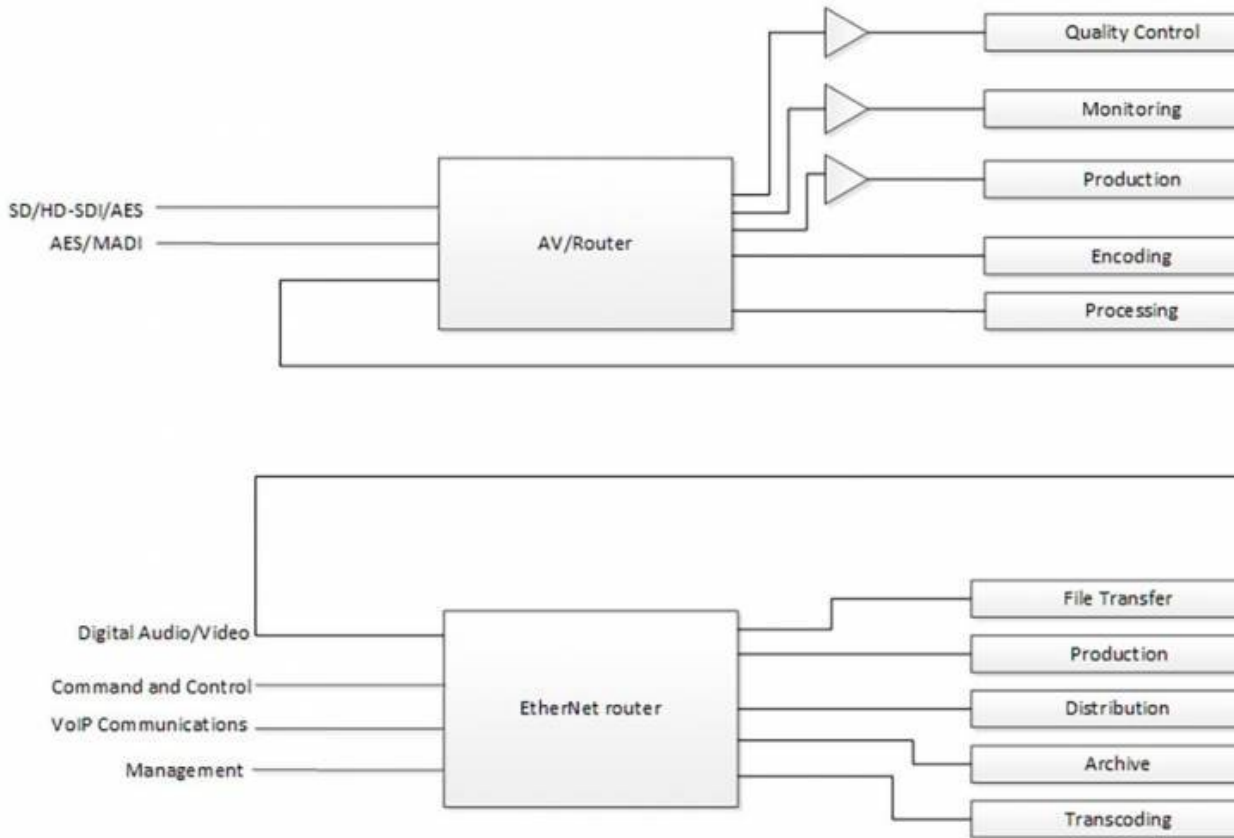 Quality Control
Monitoring
Production
SD/HD-SDI/AES
AES/MADI
AV/Router
Encoding
Processing
File Transfer
Digital Audio/Video
Production
Command and Control
EtherNet router
Distribution
VoIP Communications
Archive
Management
Transcoding